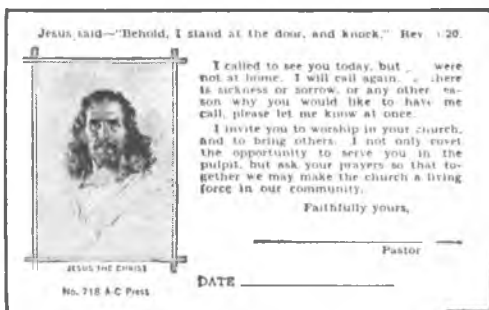 Jesus said—"Behold, I stand at the door, and knock." Rev. 20.
I called to see you today, but were
not at home. I will call again.
is sickness or sorrow, or any other
son why you would like to have me
call, please let me know at once.
I invite you to worship in your church,
and to bring others. I not only covet
the opportunity to serve you in the
pulpit, but ask your prayers so that to-
gether we may make the church a living
force in our community.
Faithfully yours,
Pastor
JESUS THE CHRIST
No. 718 A-C Press
DATE